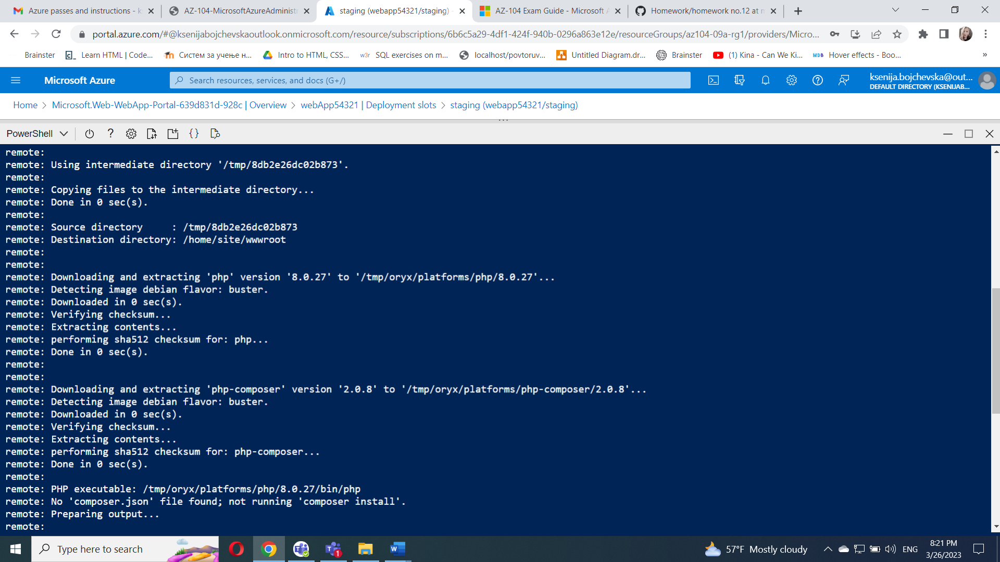 Azure passes and instructions - k
AZ-104-MicrosoftAzureAdministr
staging (webapp54321/staging) -
AZ-104 Exam Guide - Microsoft A
Homework/homework no.12 at m
portal.azure.com/#@ksenijabojchevskaoutlook.onmicrosoft.com/resource/subscriptions/6b6c5a29-4df1-424f-940b-0296a863e12e/resourceGroups/az104-09a-rg1/providers/Micro...
Brainster
Learn HTML | Code...
Систем за учење н...
Intro to HTML, CSS...
w3r
SQL exercises on m...
localhost/povtoruv...
Untitled Diagram.dr...
Brainster
(1) Kina - Can We Ki...
MDB
Hover effects - Boo...
»
Microsoft Azure
Search resources, services, and docs (G+/)
ksenija.bojchevska@out...
DEFAULT DIRECTORY (KSENIJAB...
Home > Microsoft.Web-WebApp-Portal-639d831d-928c | Overview > webApp54321 | Deployment slots > staging (webapp54321/staging)
PowerShell
remote:
remote: Using intermediate directory '/tmp/8db2e26dc02b873'.
remote:
remote: Copying files to the intermediate directory...
remote: Done in 0 sec(s).
remote:
remote: Source directory     : /tmp/8db2e26dc02b873
remote: Destination directory: /home/site/wwwroot
remote:
remote:
remote: Downloading and extracting 'php' version '8.0.27' to '/tmp/oryx/platforms/php/8.0.27'...
remote: Detecting image debian flavor: buster.
remote: Downloaded in 0 sec(s).
remote: Verifying checksum...
remote: Extracting contents...
remote: performing sha512 checksum for: php...
remote: Done in 0 sec(s).
remote:
remote:
remote: Downloading and extracting 'php-composer' version '2.0.8' to '/tmp/oryx/platforms/php-composer/2.0.8'...
remote: Detecting image debian flavor: buster.
remote: Downloaded in 0 sec(s).
remote: Verifying checksum...
remote: Extracting contents...
remote: performing sha512 checksum for: php-composer...
remote: Done in 0 sec(s).
remote:
remote: PHP executable: /tmp/oryx/platforms/php/8.0.27/bin/php
remote: No 'composer.json' file found; not running 'composer install'.
remote: Preparing output...
remote:
Type here to search
57°F Mostly cloudy
ENG
8:21 PM
3/26/2023